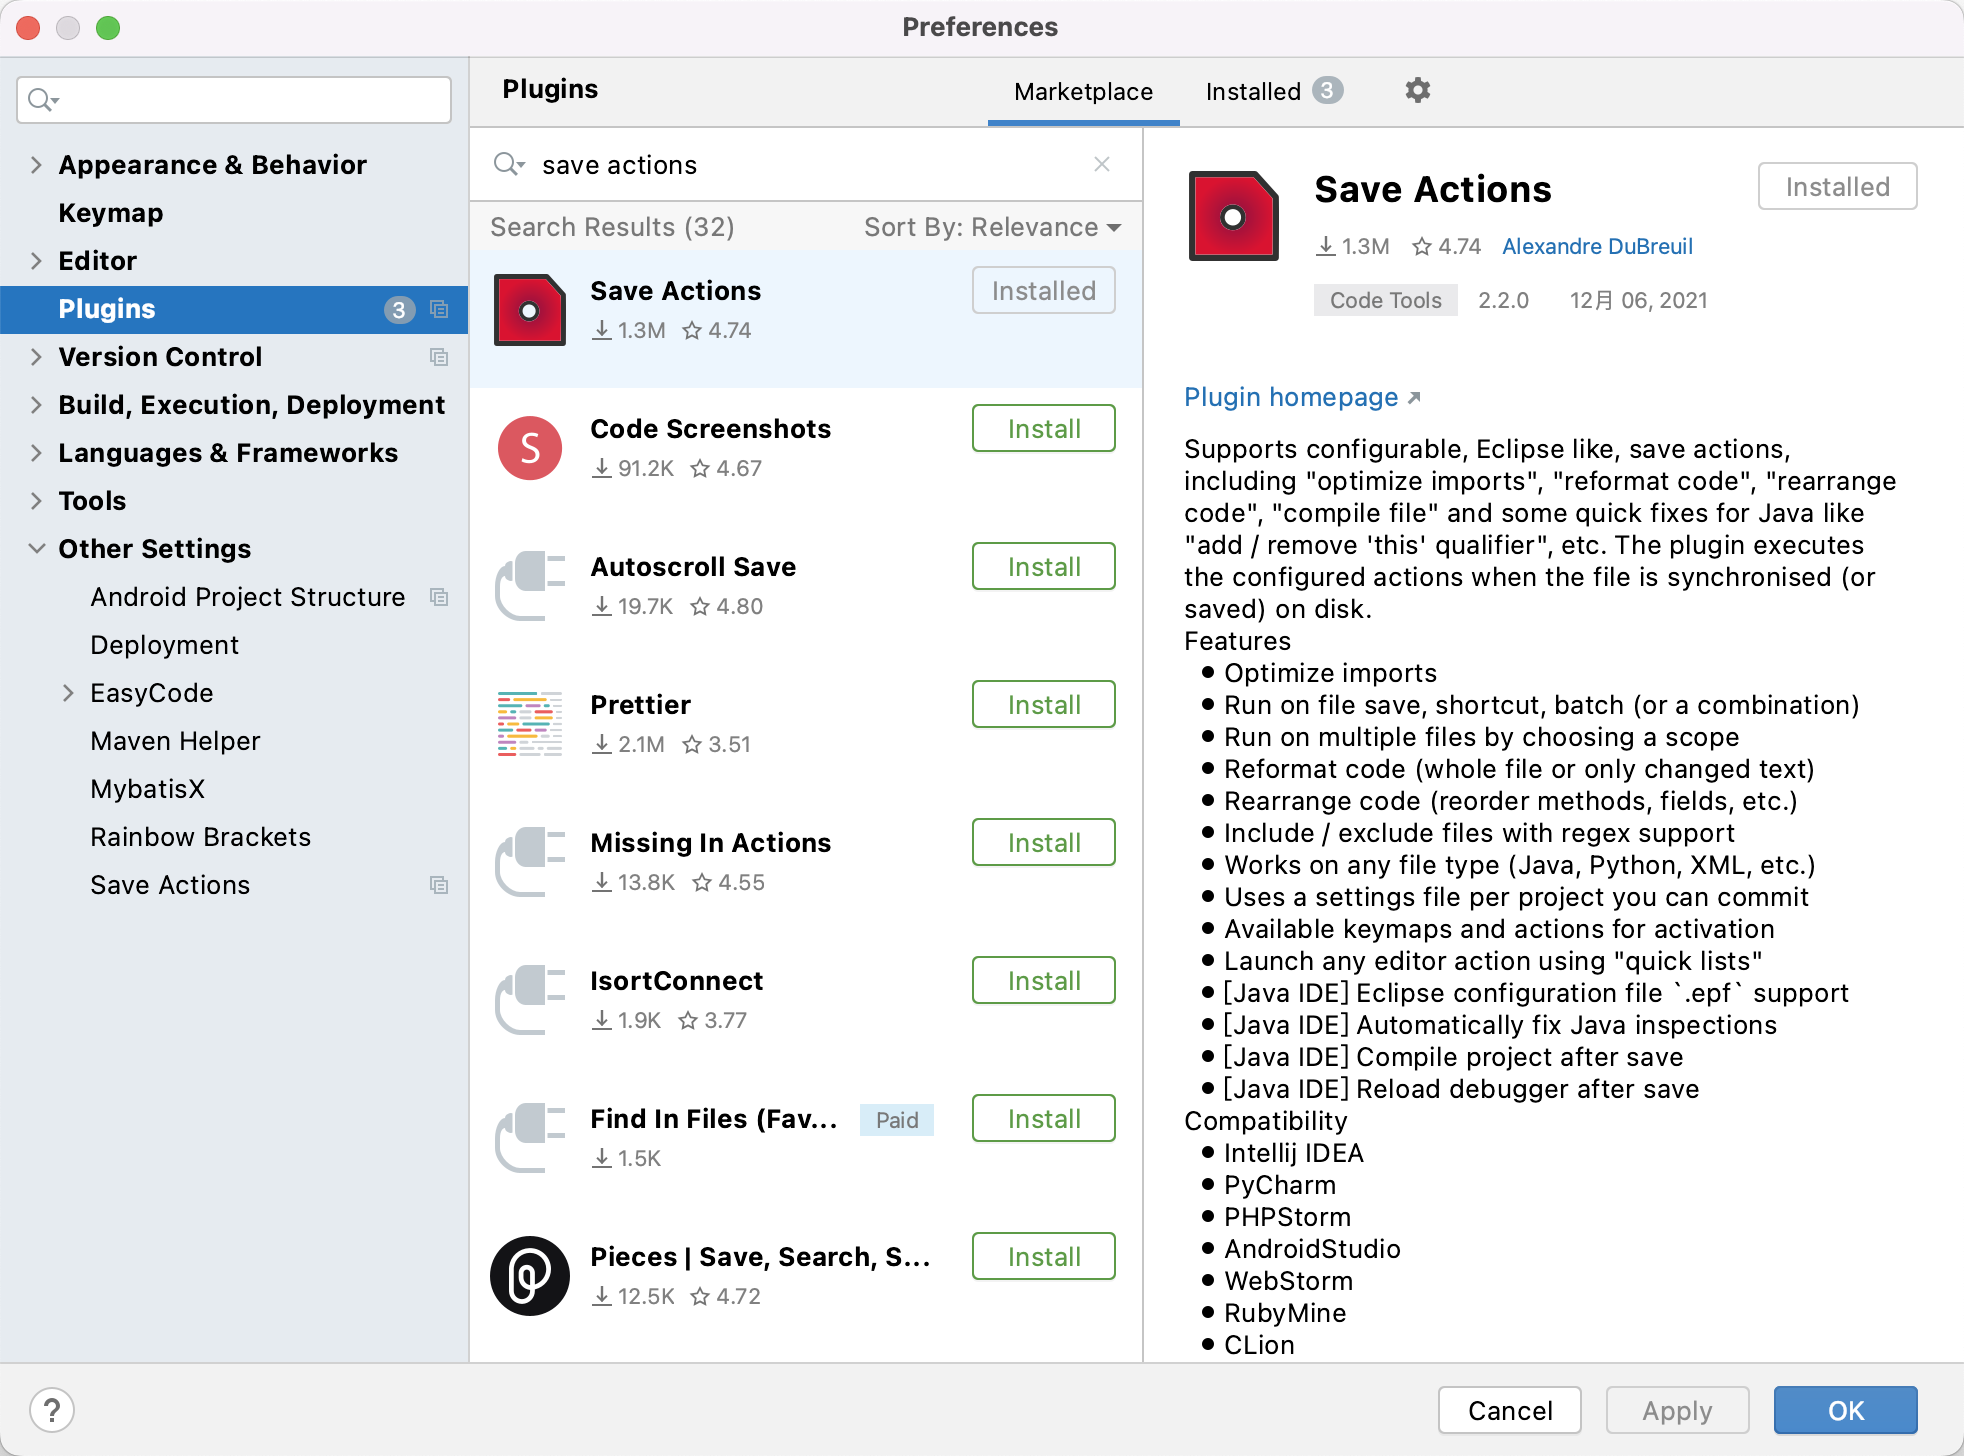 Preferences
Appearance & Behavior
Keymap
Editor
Plugins 3
Version Control
Build, Execution, Deployment
Languages & Frameworks
Tools
Other Settings
Android Project Structure
Deployment
EasyCode
Maven Helper
MybatisX
Rainbow Brackets
Save Actions
Plugins
Marketplace
Installed 3
save actions
Search Results (32)
Sort By: Relevance
Save Actions
Installed
1.3M 4.74
S
Code Screenshots
Install
91.2K 4.67
Autoscroll Save
Install
19.7K 4.80
Prettier
Install
2.1M 3.51
Missing In Actions
Install
13.8K 4.55
IsortConnect
Install
1.9K 3.77
Find In Files (Fav...
Paid
Install
1.5K
Pieces | Save, Search, S...
Install
12.5K 4.72
Save Actions
Installed
1.3M 4.74 Alexandre DuBreuil
Code Tools 2.2.0 12月 06, 2021
Plugin homepage
Supports configurable, Eclipse like, save actions,
including "optimize imports", "reformat code", "rearrange
code", "compile file" and some quick fixes for Java like
"add / remove 'this' qualifier", etc. The plugin executes
the configured actions when the file is synchronised (or
saved) on disk.
Features
• Optimize imports
• Run on file save, shortcut, batch (or a combination)
• Run on multiple files by choosing a scope
• Reformat code (whole file or only changed text)
• Rearrange code (reorder methods, fields, etc.)
• Include / exclude files with regex support
• Works on any file type (Java, Python, XML, etc.)
• Uses a settings file per project you can commit
• Available keymaps and actions for activation
• Launch any editor action using "quick lists"
• [Java IDE] Eclipse configuration file `.epf` support
• [Java IDE] Automatically fix Java inspections
• [Java IDE] Compile project after save
• [Java IDE] Reload debugger after save
Compatibility
• Intellij IDEA
• PyCharm
• PHPStorm
• AndroidStudio
• WebStorm
• RubyMine
• CLion
?
Cancel
Apply
OK